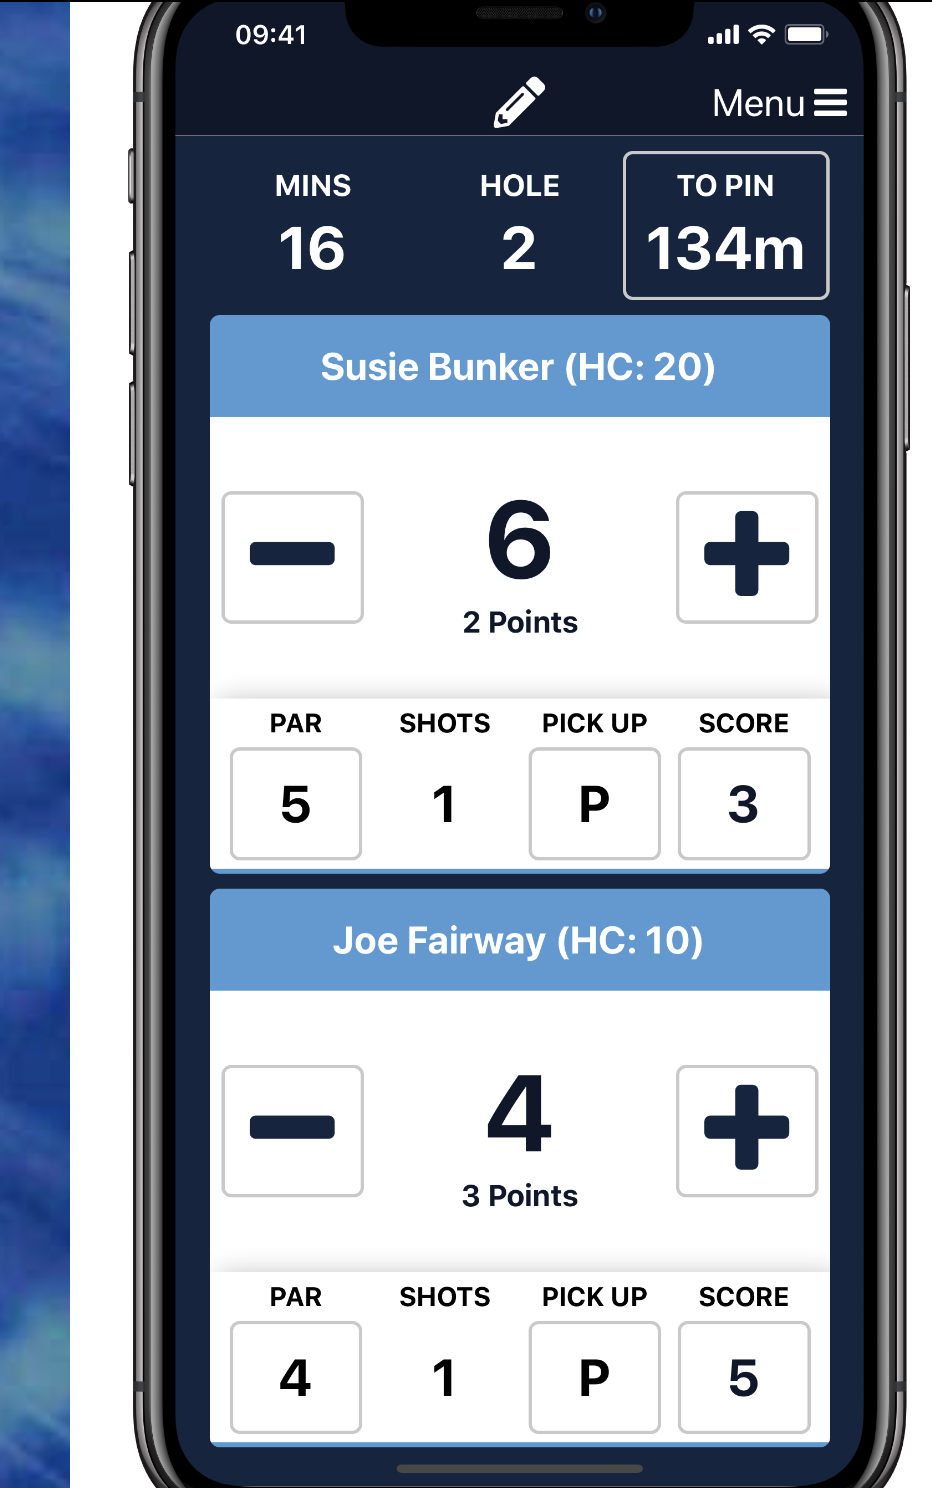 09:41
Menu
MINS HOLE TO PIN
16 2 134m
Susie Bunker (HC: 20)
6
2 Points
PAR SHOTS PICK UP SCORE
5 1 P 3
Joe Fairway (HC: 10)
4
3 Points
PAR SHOTS PICK UP SCORE
4 1 P 5